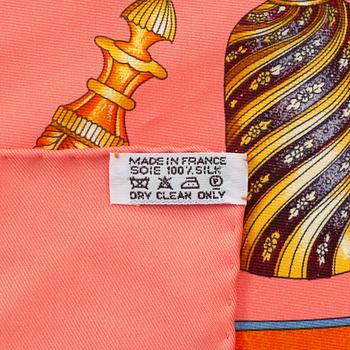 MADE IN FRANCE
SOIE 100% SILK
P
DRY CLEAN ONLY